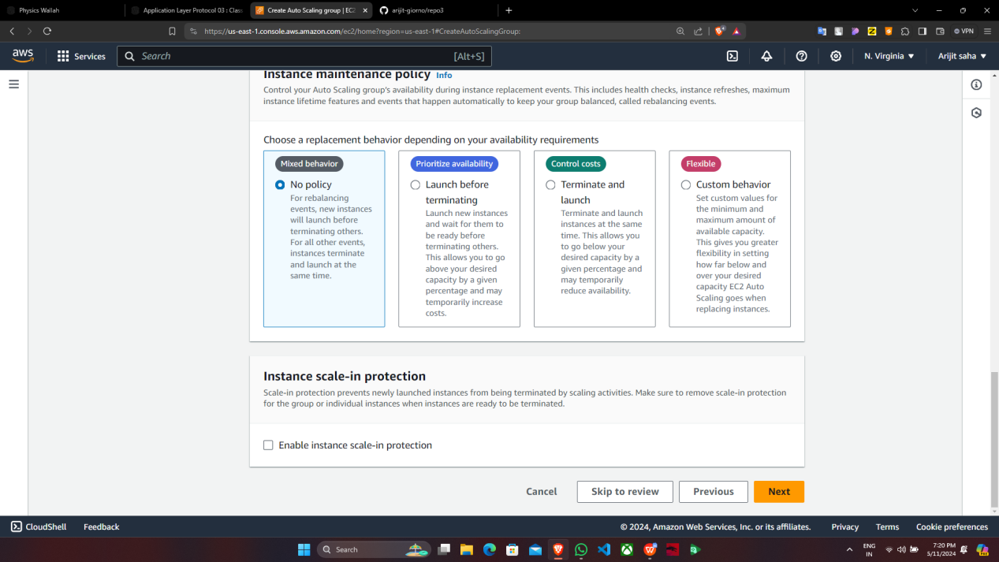 Physics Wallah
Application Layer Protocol 03 : Class
Create Auto Scaling group | EC2
arijit-giorno/repo3
https://us-east-1.console.aws.amazon.com/ec2/home?region=us-east-1#CreateAutoScalingGroup:
VPN
aws
Services
Search
[Alt+S]
N. Virginia
Arijit saha
Instance maintenance policy Info
Control your Auto Scaling group's availability during instance replacement events. This includes health checks, instance refreshes, maximum
instance lifetime features and events that happen automatically to keep your group balanced, called rebalancing events.
Choose a replacement behavior depending on your availability requirements
Mixed behavior
No policy
For rebalancing
events, new instances
will launch before
terminating others.
For all other events,
instances terminate
and launch at the
same time.
Prioritize availability
Launch before
terminating
Launch new instances
and wait for them to
be ready before
terminating others.
This allows you to go
above your desired
capacity by a given
percentage and may
temporarily increase
costs.
Control costs
Terminate and
launch
Terminate and launch
instances at the same
time. This allows you
to go below your
desired capacity by a
given percentage and
may temporarily
reduce availability.
Flexible
Custom behavior
Set custom values for
the minimum and
maximum amount of
available capacity.
This gives you greater
flexibility in setting
how far below and
over your desired
capacity EC2 Auto
Scaling goes when
replacing instances.
Instance scale-in protection
Scale-in protection prevents newly launched instances from being terminated by scaling activities. Make sure to remove scale-in protection
for the group or individual instances when instances are ready to be terminated.
Enable instance scale-in protection
Cancel
Skip to review
Previous
Next
CloudShell
Feedback
© 2024, Amazon Web Services, Inc. or its affiliates.
Privacy
Terms
Cookie preferences
Search
ENG
IN
7:20 PM
5/11/2024